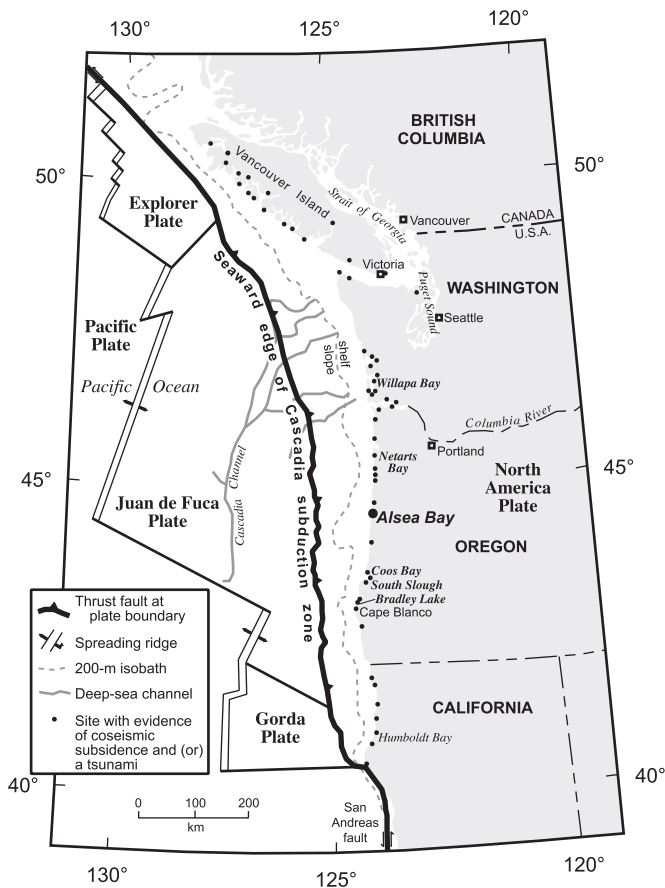 130°
125°
120°
BRITISH
COLUMBIA
50°
50°
Vancouver Island
Strait of Georgia
Explorer
Plate
Vancouver
CANADA
U.S.A.
Victoria
Puget Sound
WASHINGTON
Seattle
Seaward edge of Cascadia subduction zone
Pacific
Plate
shelf
slope
Pacific Ocean
Willapa Bay
Columbia River
Portland
Netarts
Bay
45°
45°
North
America
Plate
Cascadia Channel
Juan de Fuca
Plate
Alsea Bay
OREGON
Coos Bay
South Slough
Bradley Lake
Cape Blanco
Thrust fault at
plate boundary
Spreading ridge
200-m isobath
Deep-sea channel
Site with evidence
of coseismic
subsidence and (or)
a tsunami
Gorda
Plate
CALIFORNIA
Humboldt Bay
40°
40°
0 100 200
km
San
Andreas
fault
130°
125°
120°